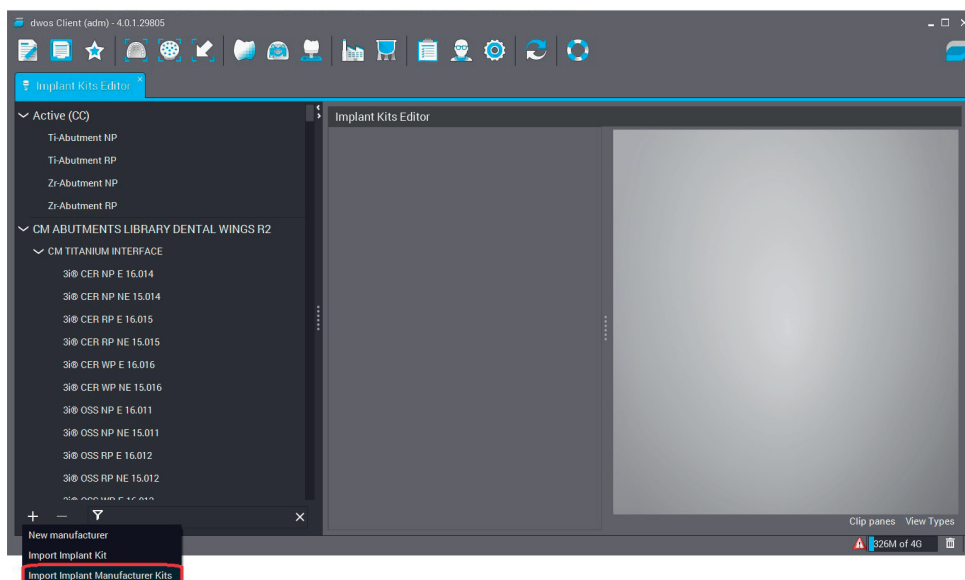 dwos Client (adm) - 4.0.1.29805
Implant Kits Editor
Active (CC)
Implant Kits Editor
Ti-Abutment NP
Ti-Abutment RP
Zr-Abutment NP
Zr-Abutment RP
CM ABUTMENTS LIBRARY DENTAL WINGS R2
CM TITANIUM INTERFACE
3i® CER NP E 16.014
3i® CER NP NE 15.014
3i® CER RP E 16.015
3i® CER RP NE 15.015
3i® CER WP E 16.016
3i® CER WP NE 15.016
3i® OSS NP E 16.011
3i® OSS NP NE 15.011
3i® OSS RP E 16.012
3i® OSS RP NE 15.012
Clip panes View Types
New manufacturer
326M of 4G
Import Implant Kit
Import Implant Manufacturer Kits